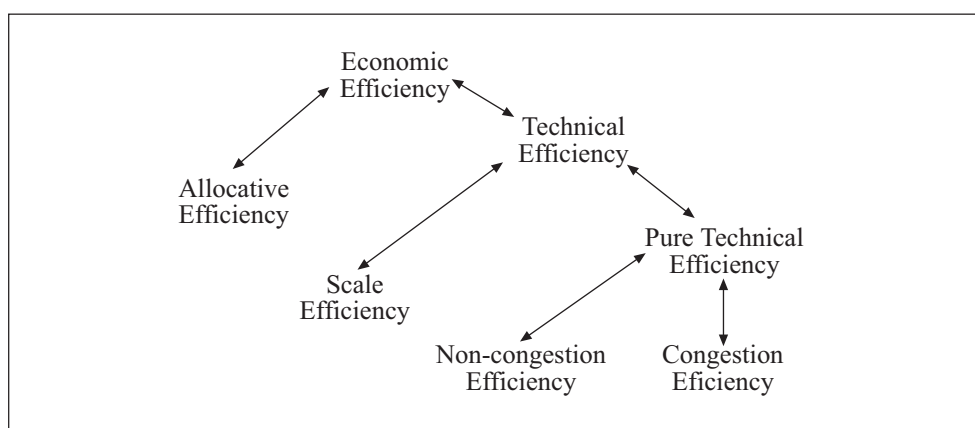 Economic
Efficiency
Technical
Efficiency
Allocative
Efficiency
Pure Technical
Efficiency
Scale
Efficiency
Non-congestion
Efficiency
Congestion
Eficiency